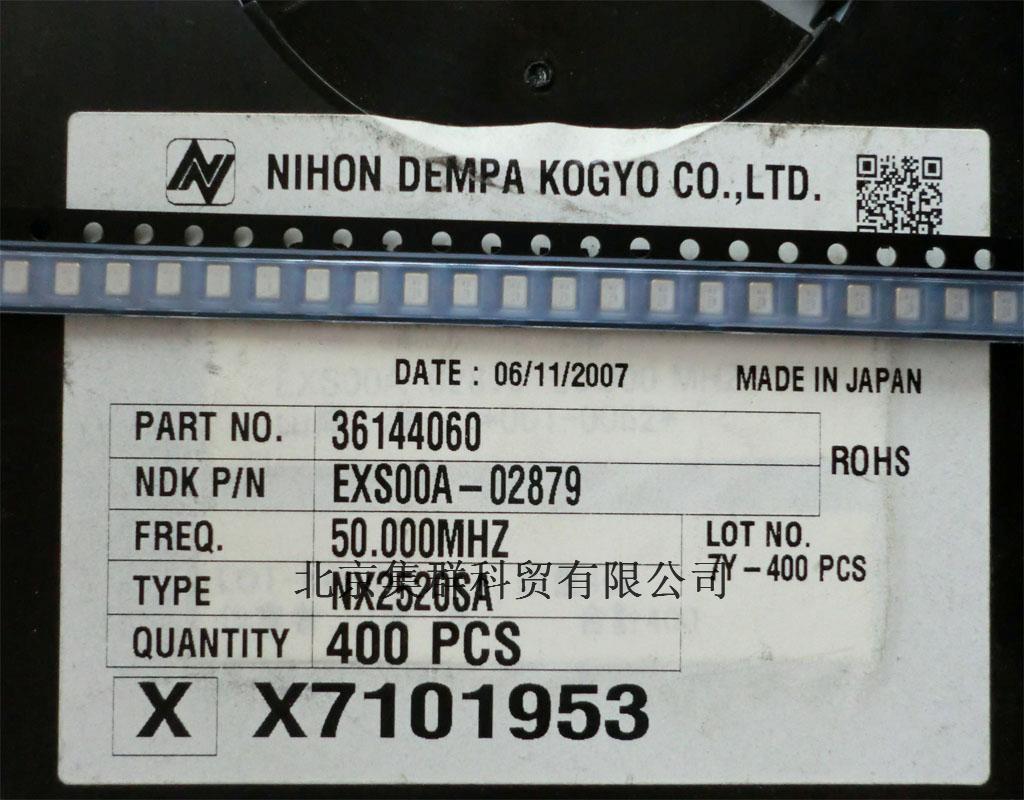 NIHON DEMPA KOGYO CO.,LTD.
DATE : 06/11/2007
MADE IN JAPAN
PART NO. 36144060
ROHS
NDK P/N EXS00A-02879
FREQ. 50.000MHZ
LOT NO.
7Y-400 PCS
北京集群科贸有限公司
TYPE NX2520SA
QUANTITY 400 PCS
X X7101953